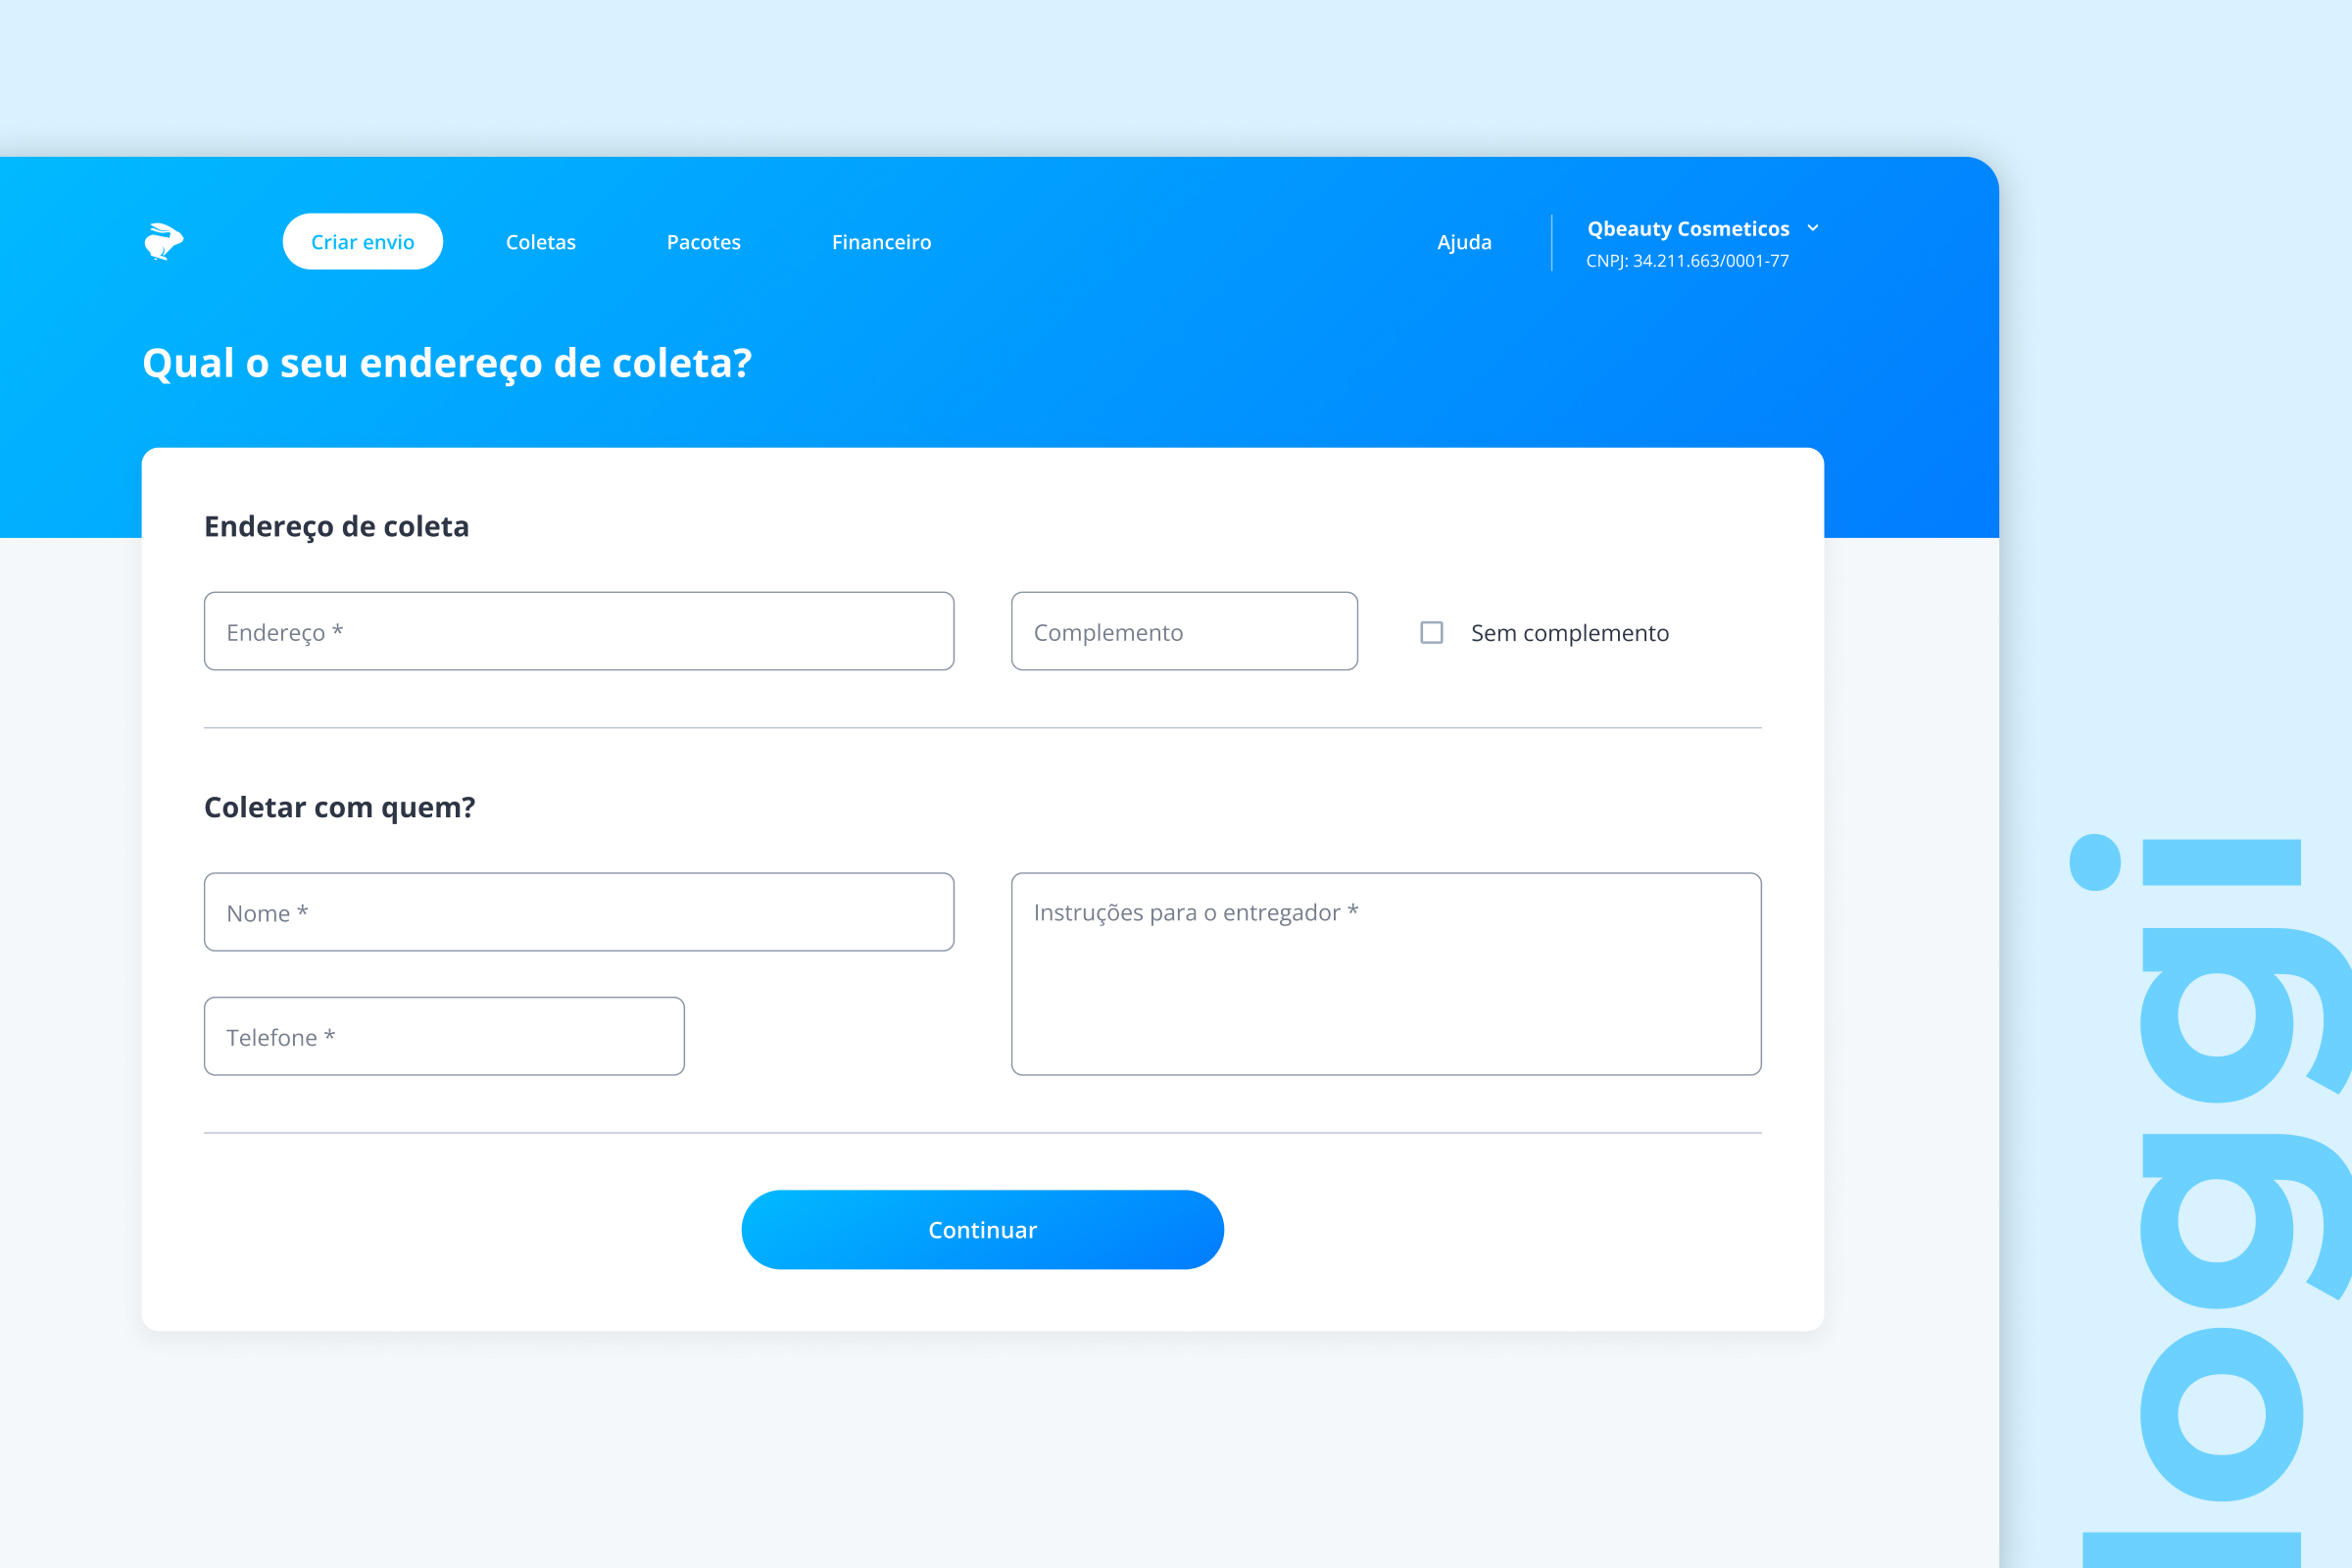 Criar envio
Coletas
Pacotes
Financeiro
Ajuda
Qbeauty Cosmeticos
CNPJ: 34.211.663/0001-77
Qual o seu endereço de coleta?
Endereço de coleta
Endereço *
Complemento
Sem complemento
Coletar com quem?
Nome *
Instruções para o entregador *
Telefone *
Continuar
loggi